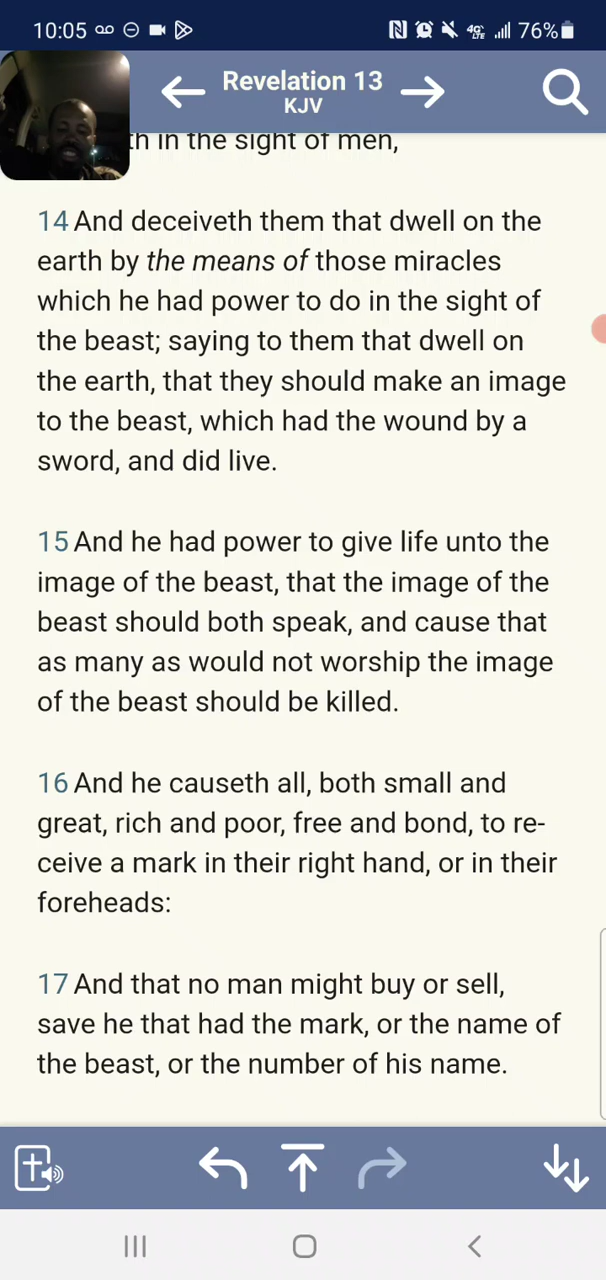 10:05
4G
LTE
76%
Revelation 13
KJV
th in the sight of men,
14 And deceiveth them that dwell on the
earth by the means of those miracles
which he had power to do in the sight of
the beast; saying to them that dwell on
the earth, that they should make an image
to the beast, which had the wound by a
sword, and did live.
15 And he had power to give life unto the
image of the beast, that the image of the
beast should both speak, and cause that
as many as would not worship the image
of the beast should be killed.
16 And he causeth all, both small and
great, rich and poor, free and bond, to re-
ceive a mark in their right hand, or in their
foreheads:
17 And that no man might buy or sell,
save he that had the mark, or the name of
the beast, or the number of his name.